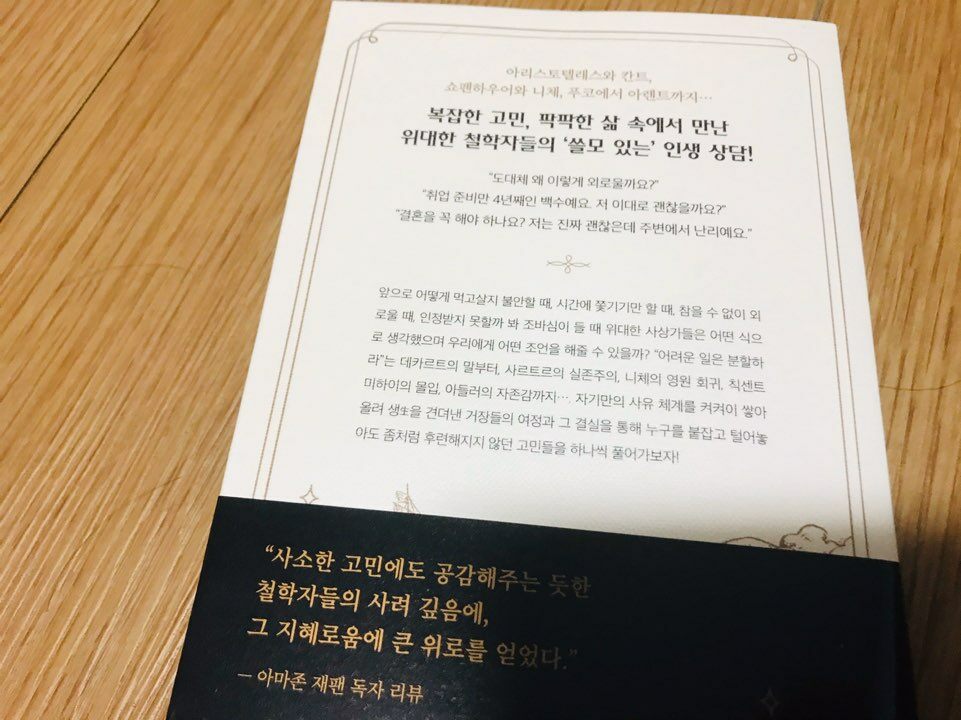 아리스토텔레스와 칸트,
쇼펜하우어와 니체, 푸코에서 아렌트까지…
복잡한 고민, 팍팍한 삶 속에서 만난
위대한 철학자들의 ‘쓸모 있는’ 인생 상담!
“도대체 왜 이렇게 외로울까요?”
“취업 준비만 4년째인 백수예요. 저 이대로 괜찮을까요?”
“결혼을 꼭 해야 하나요? 저는 진짜 괜찮은데 주변에서 난리예요.”
앞으로 어떻게 먹고살지 불안할 때, 시간에 쫓기기만 할 때, 참을 수 없이 외
로울 떄, 인정받지 못할까 봐 조바심이 들 때 위대한 사상가들은 어떤 식으
로 생각했으며 우리에게 어떤 조언을 해줄 수 있을까? “어려운 일은 분할하
라”는 데카르트의 말부터, 사르트르의 실존주의, 니체의 영원 회귀, 칙센트
미하이의 몰입, 아들러의 자존감까지…. 자기만의 사유 체계를 켜켜이 쌓아
올려 생生을 견뎌낸 거장들의 여정과 그 결실을 통해 누구를 붙잡고 털어놓
아도 좀처럼 후련해지지 않던 고민들을 하나씩 풀어가보자!
“사소한 고민에도 공감해주는 듯한
철학자들의 사려 깊음에,
그 지혜로움에 큰 위로를 얻었다.”
— 아마존 재팬 독자 리뷰